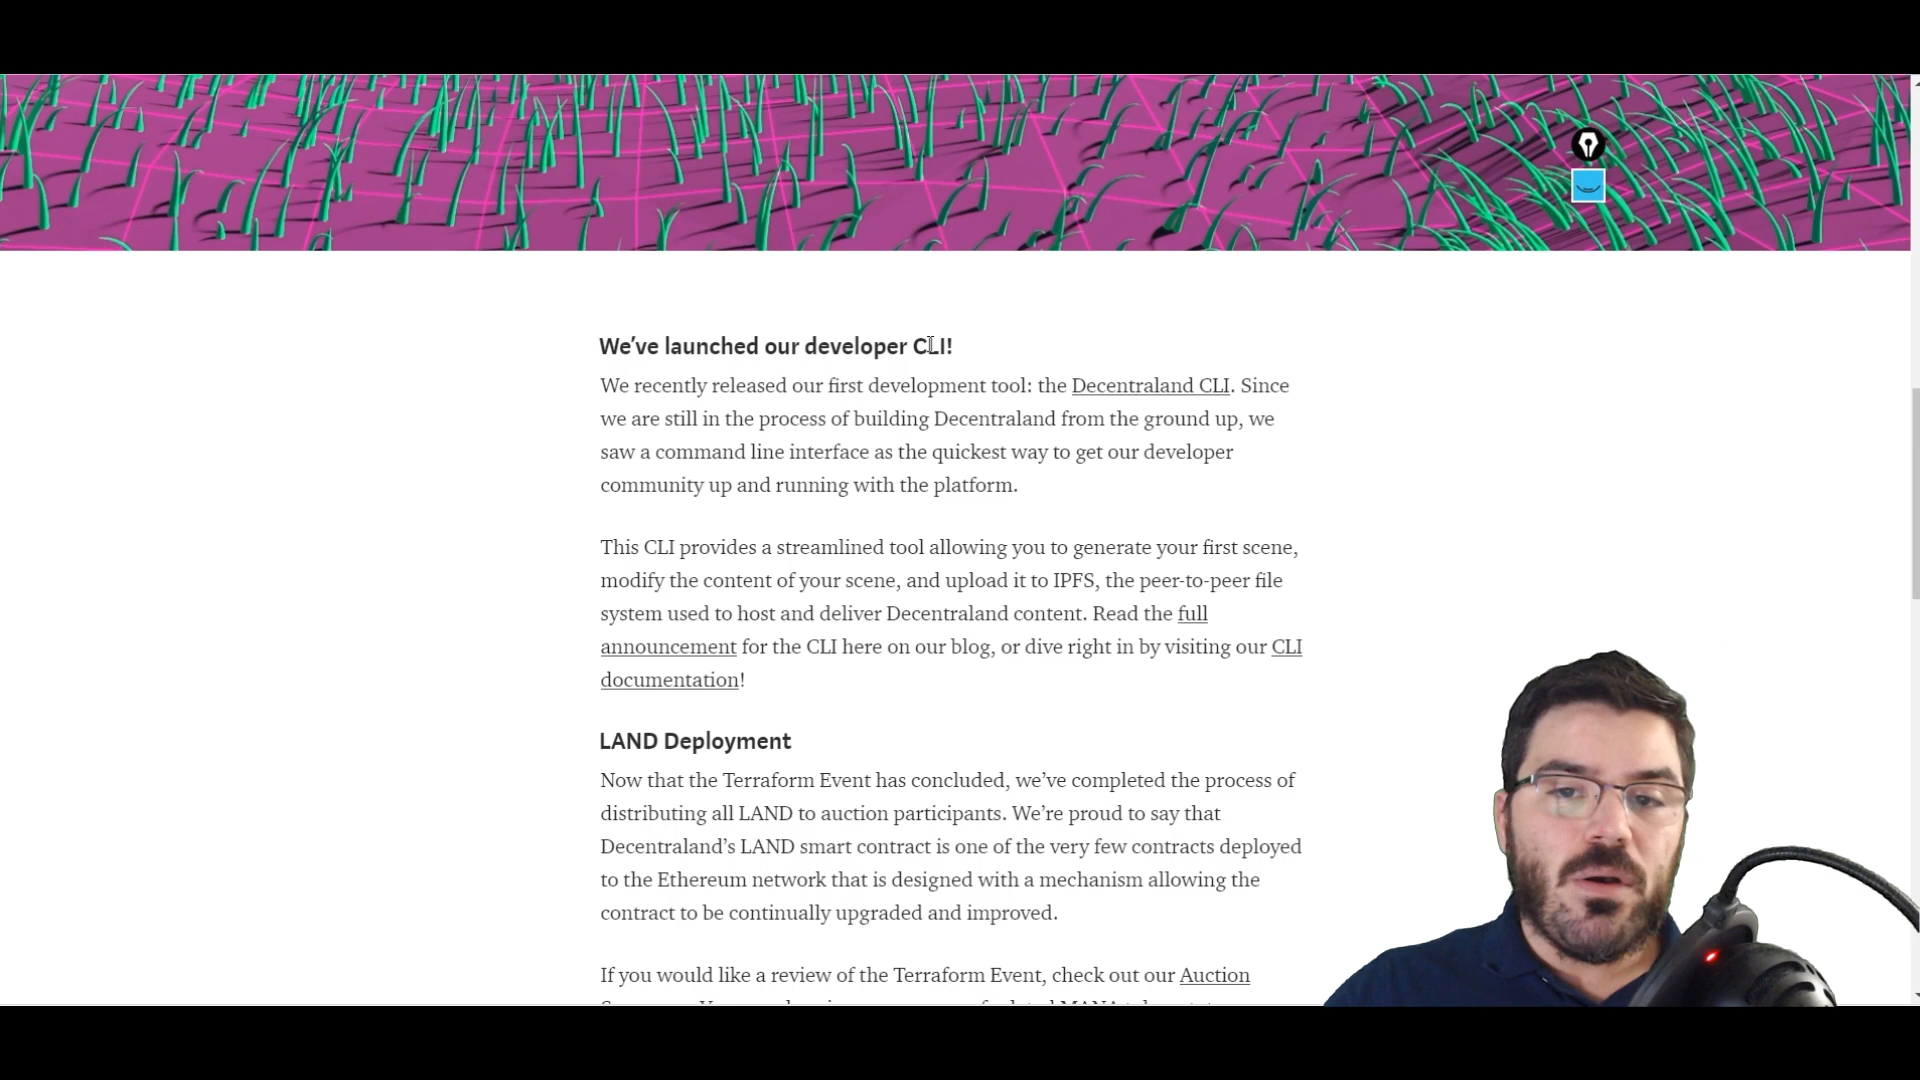 We've launched our developer CLI!
We recently released our first development tool: the Decentraland CLI. Since
we are still in the process of building Decentraland from the ground up, we
saw a command line interface as the quickest way to get our developer
community up and running with the platform.
This CLI provides a streamlined tool allowing you to generate your first scene,
modify the content of your scene, and upload it to IPFS, the peer-to-peer file
system used to host and deliver Decentraland content. Read the full
announcement for the CLI here on our blog, or dive right in by visiting our CLI
documentation!
LAND Deployment
Now that the Terraform Event has concluded, we've completed the process of
distributing all LAND to auction participants. We're proud to say that
Decentraland's LAND smart contract is one of the very few contracts deployed
to the Ethereum network that is designed with a mechanism allowing the
contract to be continually upgraded and improved.
If you would like a review of the Terraform Event, check out our Auction